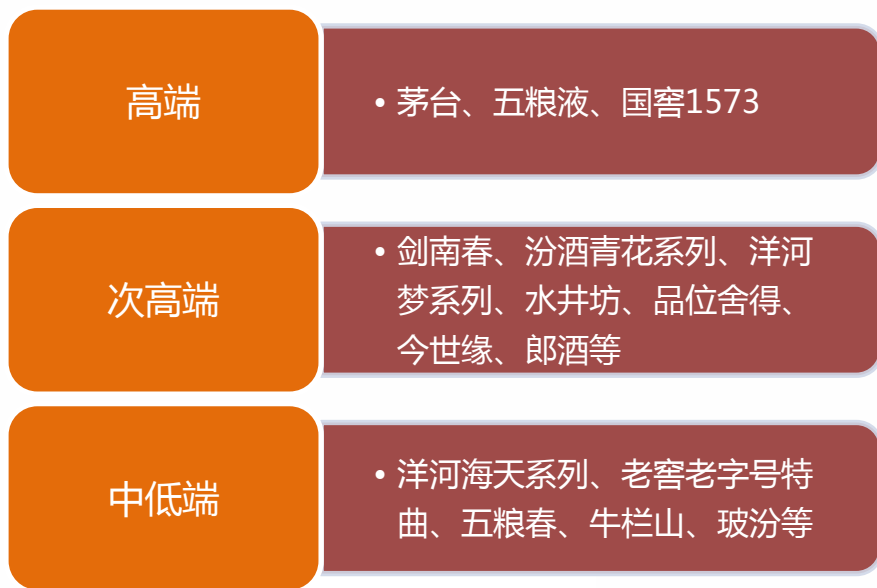 高端
• 茅台、五粮液、国窖1573
次高端
• 剑南春、汾酒青花系列、洋河
梦系列、水井坊、品位舍得、
今世缘、郎酒等
中低端
• 洋河海天系列、老窖老字号特
曲、五粮春、牛栏山、玻汾等